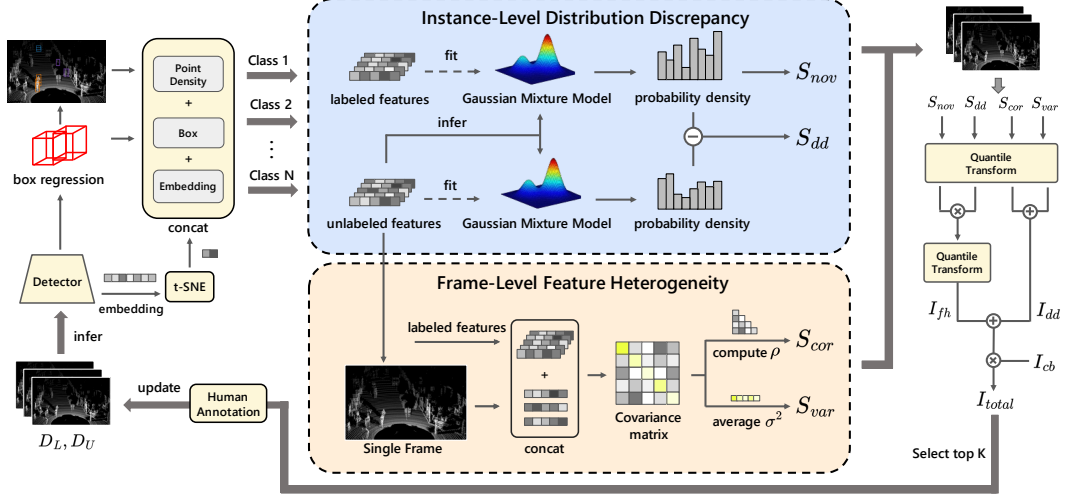 Instance-Level Distribution Discrepancy
Point
Density
+
Box
+
Embedding
concat
box regression
Detector
embedding
t-SNE
infer
update
Human
Annotation
D_L, D_U
Class 1
Class 2
⋮
Class N
labeled features
fit
Gaussian Mixture Model
probability density
S_nov
infer
S_dd
unlabeled features
fit
Gaussian Mixture Model
probability density
Frame-Level Feature Heterogeneity
labeled features
Single Frame
+
concat
Covariance
matrix
compute ρ
S_cor
average σ²
S_var
S_nov S_dd S_cor S_var
Quantile
Transform
Quantile
Transform
I_fh
I_dd
I_cb
I_total
Select top K